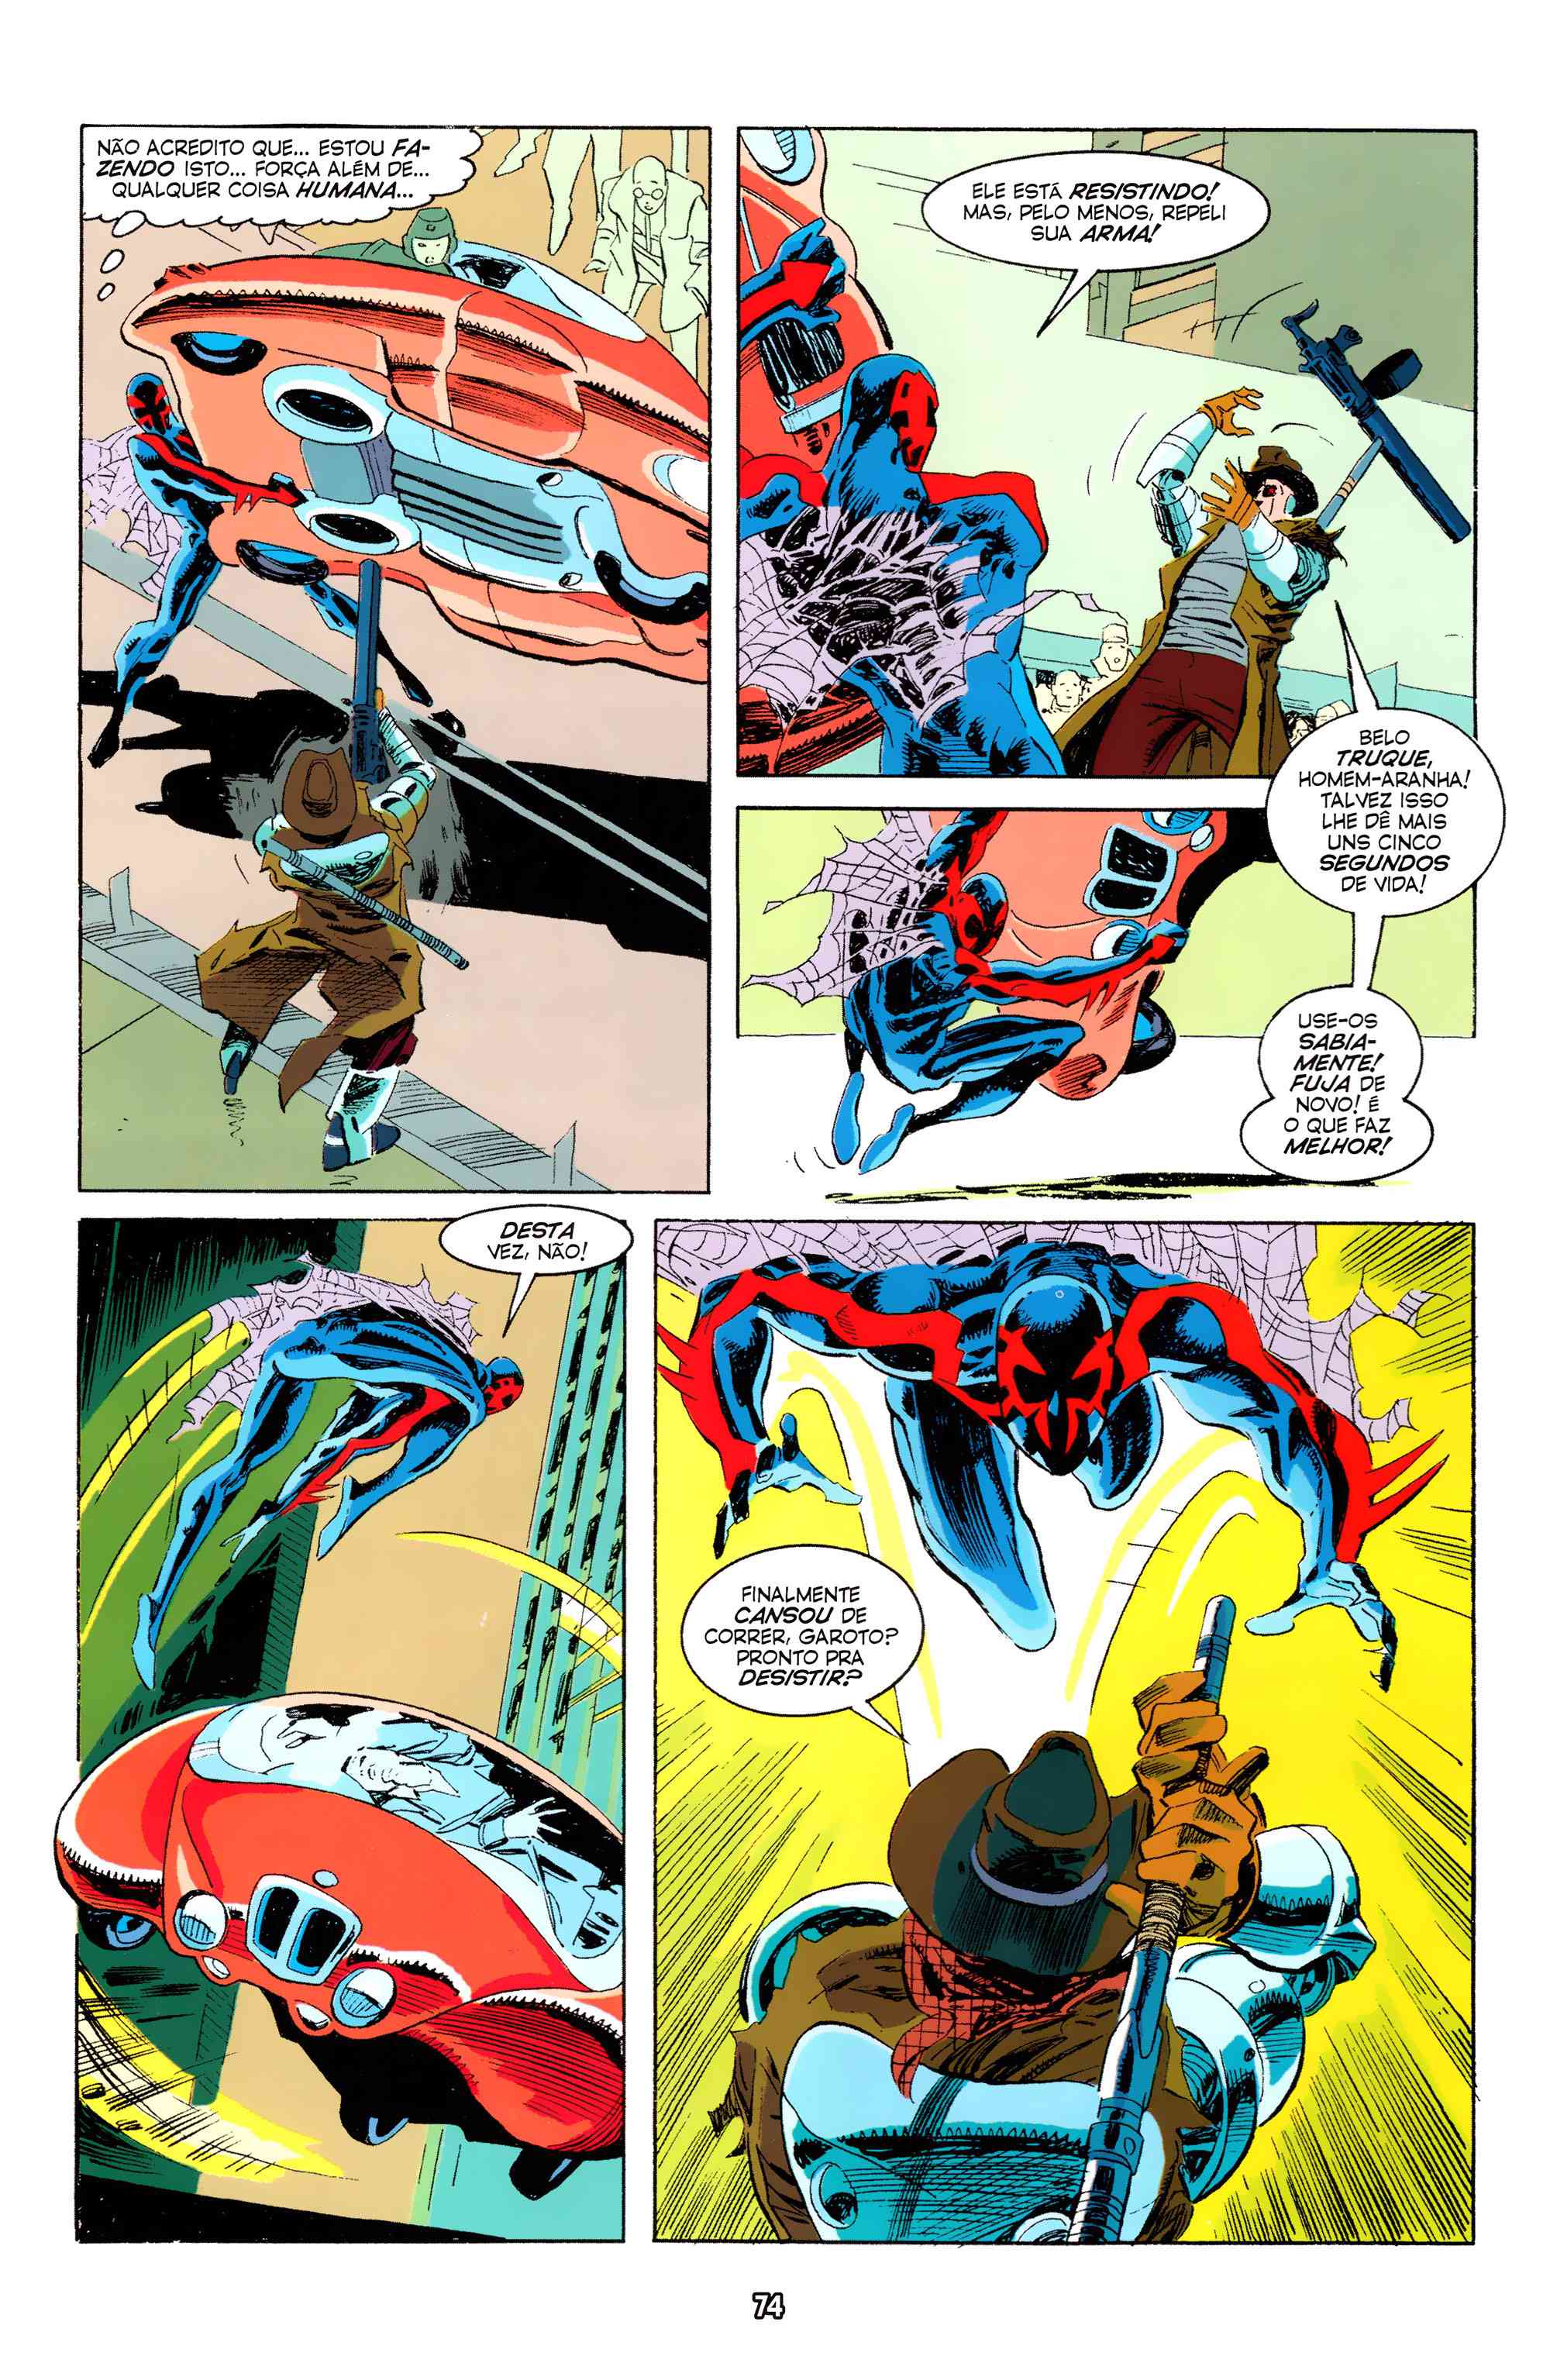 NÃO ACREDITO QUE... ESTOU FA-
ZENDO ISTO... FORÇA ALÉM DE...
QUALQUER COISA HUMANA...
ELE ESTÁ RESISTINDO!
MAS, PELO MENOS, REPELI
SUA ARMA!
BELO
TRUQUE,
HOMEM-ARANHA!
TALVEZ ISSO
LHE DÊ MAIS
UNS CINCO
SEGUNDOS
DE VIDA!
USE-OS
SABIA-
MENTE!
FUJA DE
NOVO! É
O QUE FAZ
MELHOR!
DESTA
VEZ, NÃO!
FINALMENTE
CANSOU DE
CORRER, GAROTO?
PRONTO PRA
DESISTIR?
74